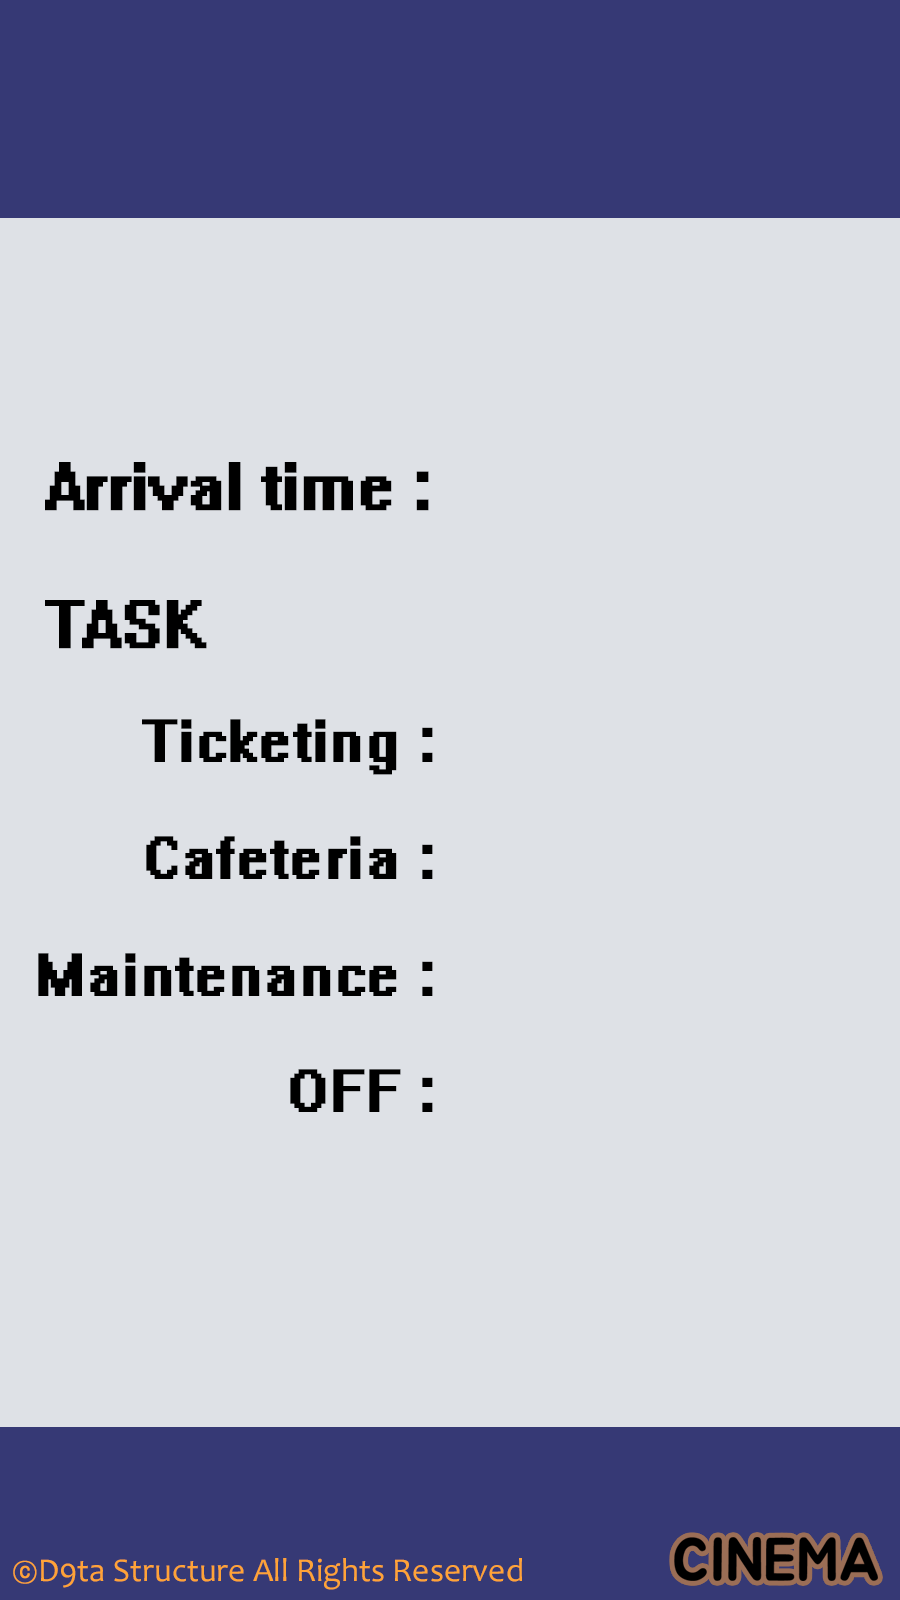 Arrival time :
TASK
Ticketing :
Cafeteria :
Maintenance :
OFF :
©D9ta Structure All Rights Reserved
CINEMA